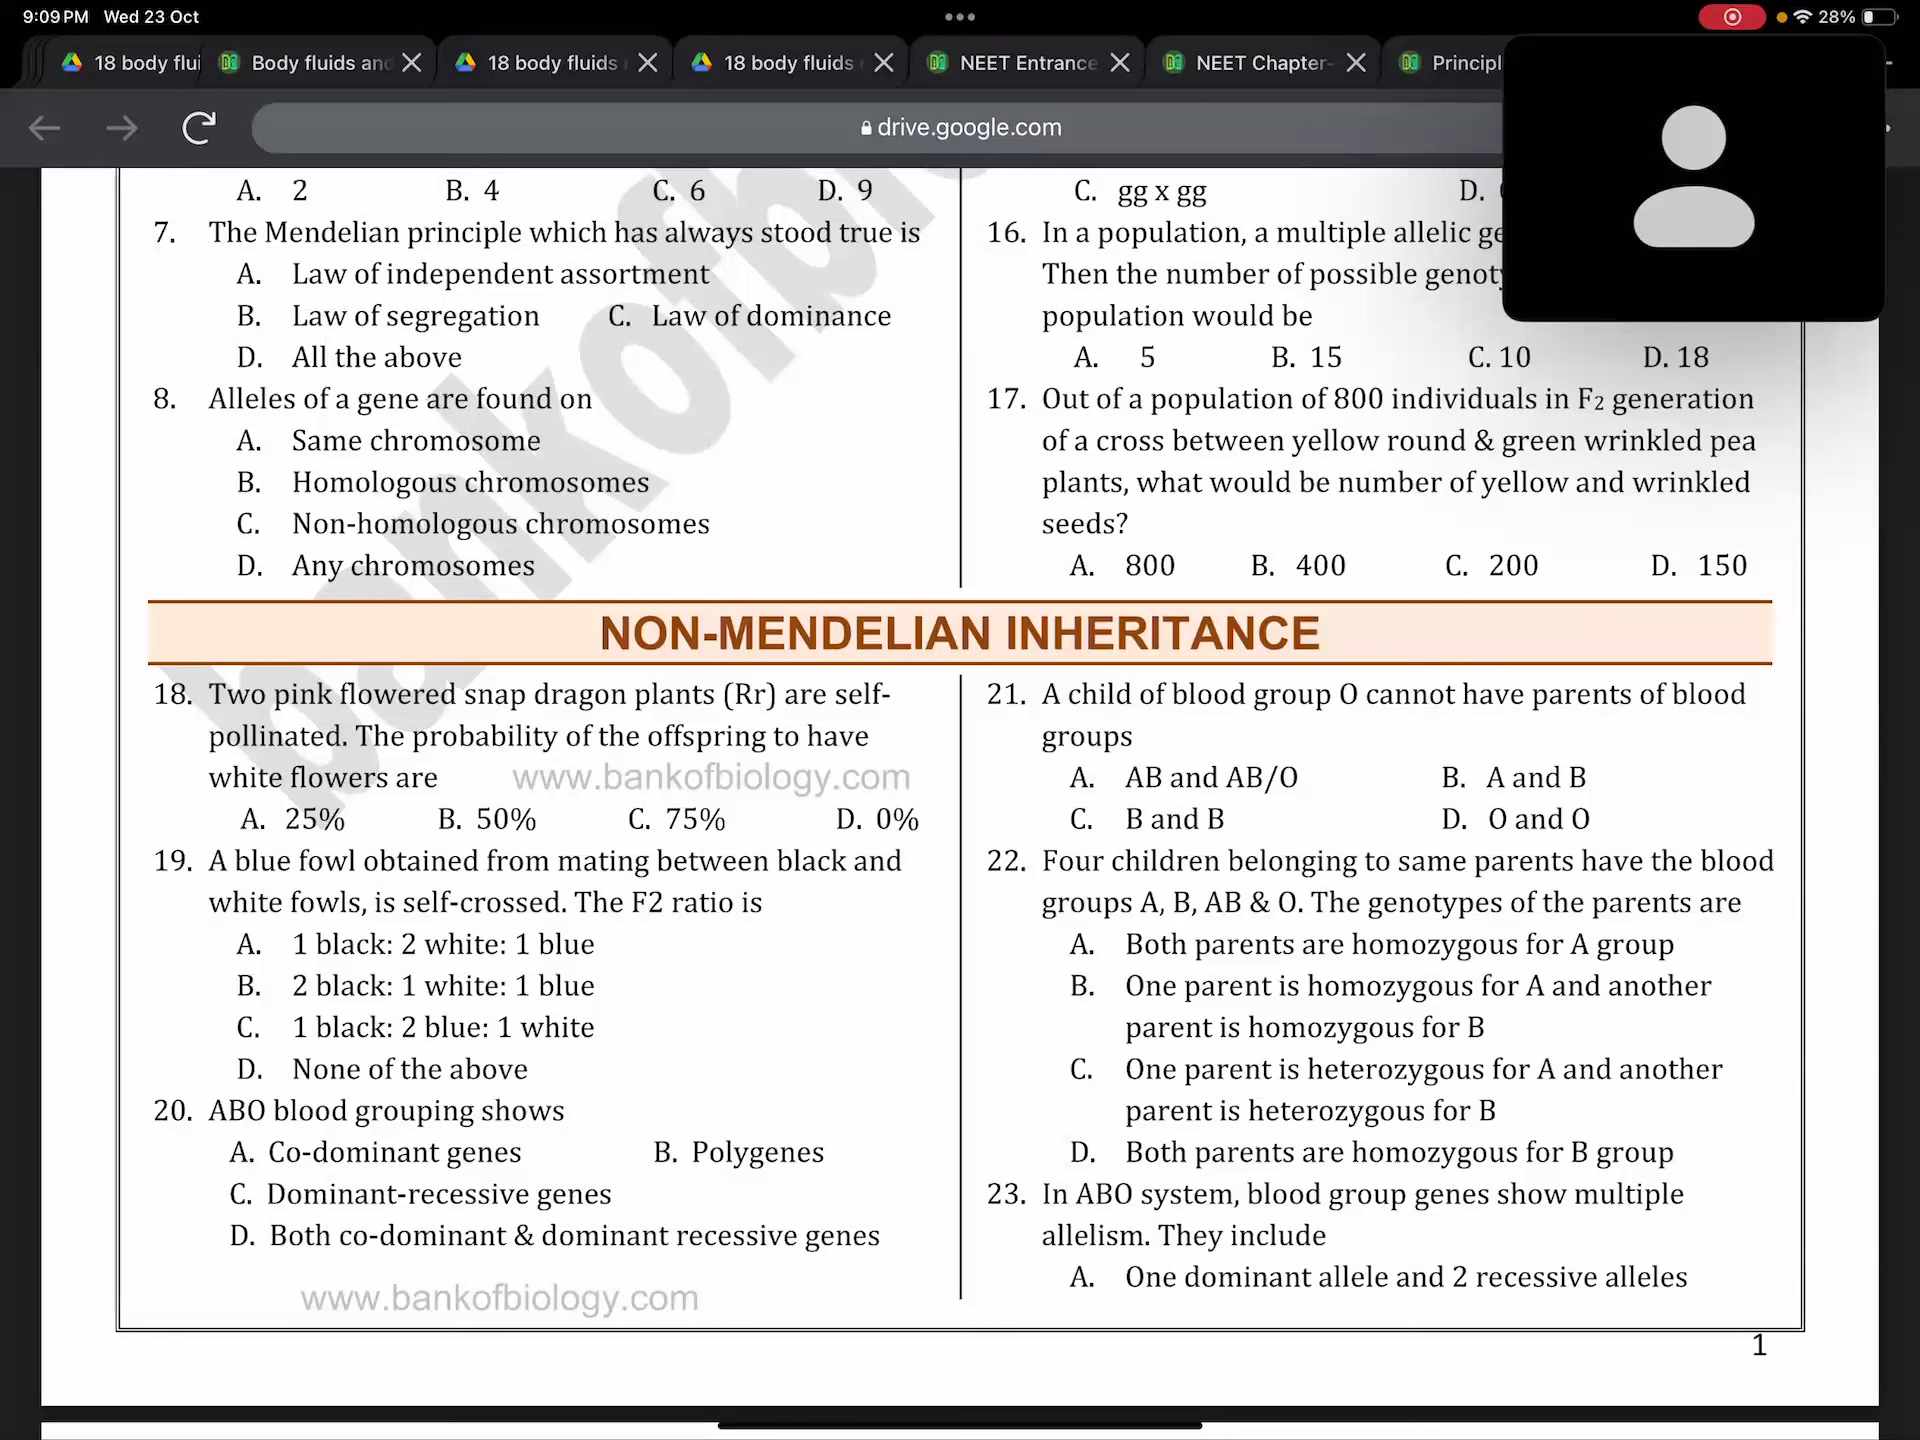 9:09 PM Wed 23 Oct
28%
18 body flui
Body fluids and
18 body fluids
18 body fluids
NEET Entrance
NEET Chapter-
Principl
drive.google.com
A. 2 B. 4 C. 6 D. 9
7. The Mendelian principle which has always stood true is
A. Law of independent assortment
B. Law of segregation C. Law of dominance
D. All the above
8. Alleles of a gene are found on
A. Same chromosome
B. Homologous chromosomes
C. Non-homologous chromosomes
D. Any chromosomes
C. gg x gg D.
16. In a population, a multiple allelic ge
Then the number of possible genoty
population would be
A. 5 B. 15 C. 10 D. 18
17. Out of a population of 800 individuals in F2 generation
of a cross between yellow round & green wrinkled pea
plants, what would be number of yellow and wrinkled
seeds?
A. 800 B. 400 C. 200 D. 150
NON-MENDELIAN INHERITANCE
18. Two pink flowered snap dragon plants (Rr) are self-
pollinated. The probability of the offspring to have
white flowers are
www.bankofbiology.com
A. 25% B. 50% C. 75% D. 0%
19. A blue fowl obtained from mating between black and
white fowls, is self-crossed. The F2 ratio is
A. 1 black: 2 white: 1 blue
B. 2 black: 1 white: 1 blue
C. 1 black: 2 blue: 1 white
D. None of the above
20. ABO blood grouping shows
A. Co-dominant genes B. Polygenes
C. Dominant-recessive genes
D. Both co-dominant & dominant recessive genes
www.bankofbiology.com
21. A child of blood group O cannot have parents of blood
groups
A. AB and AB/O B. A and B
C. B and B D. O and O
22. Four children belonging to same parents have the blood
groups A, B, AB & O. The genotypes of the parents are
A. Both parents are homozygous for A group
B. One parent is homozygous for A and another
parent is homozygous for B
C. One parent is heterozygous for A and another
parent is heterozygous for B
D. Both parents are homozygous for B group
23. In ABO system, blood group genes show multiple
allelism. They include
A. One dominant allele and 2 recessive alleles
1
bankofbi